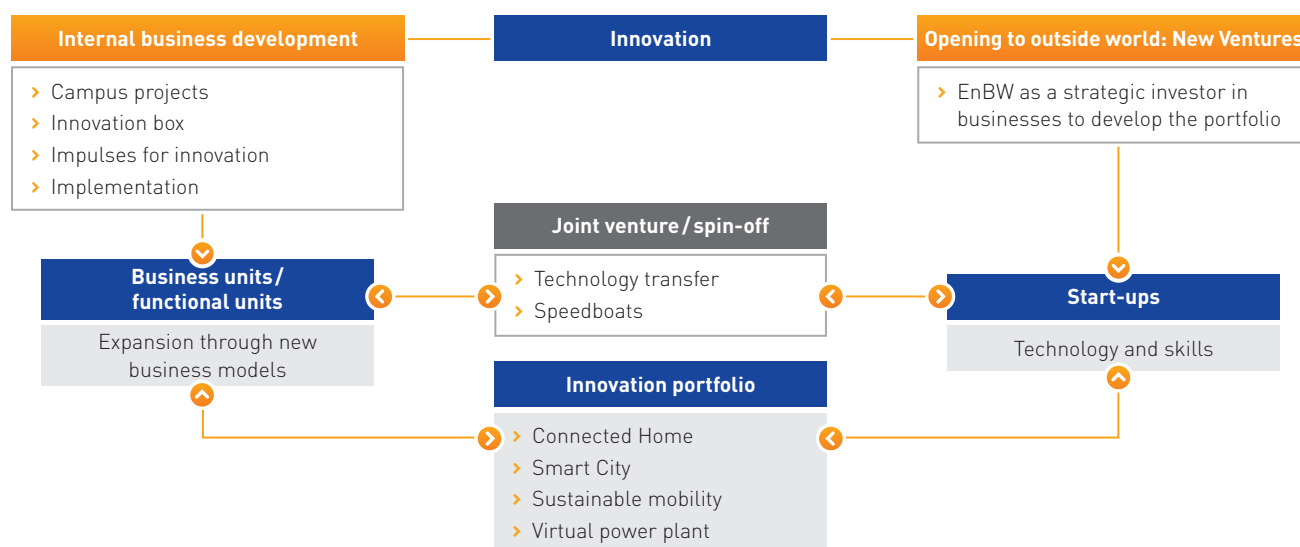 Internal business development
Innovation
Opening to outside world: New Ventures
Campus projects
Innovation box
Impulses for innovation
Implementation
EnBW as a strategic investor in
businesses to develop the portfolio
Joint venture / spin-off
Technology transfer
Speedboats
Business units /
functional units
Expansion through new
business models
Start-ups
Technology and skills
Innovation portfolio
Connected Home
Smart City
Sustainable mobility
Virtual power plant